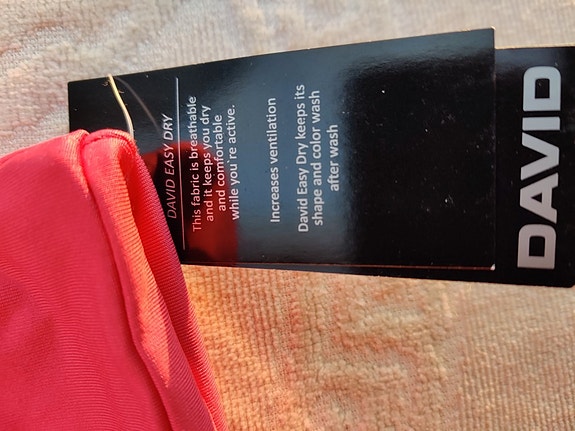 DAVID EASY DRY
This fabric is breathable
and it keeps you dry
and comfortable
while you're active.
Increases ventilation
David Easy Dry keeps its
shape and color wash
after wash
DAVID